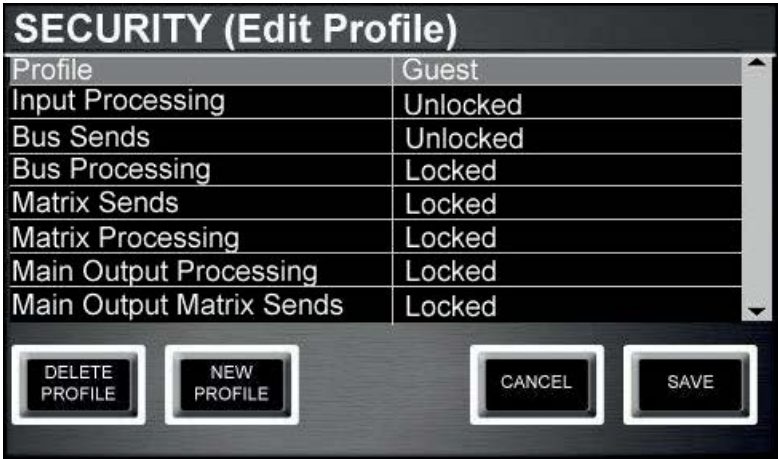 SECURITY (Edit Profile)
Profile Guest
Input Processing Unlocked
Bus Sends Unlocked
Bus Processing Locked
Matrix Sends Locked
Matrix Processing Locked
Main Output Processing Locked
Main Output Matrix Sends Locked
DELETE
PROFILE
NEW
PROFILE
CANCEL
SAVE